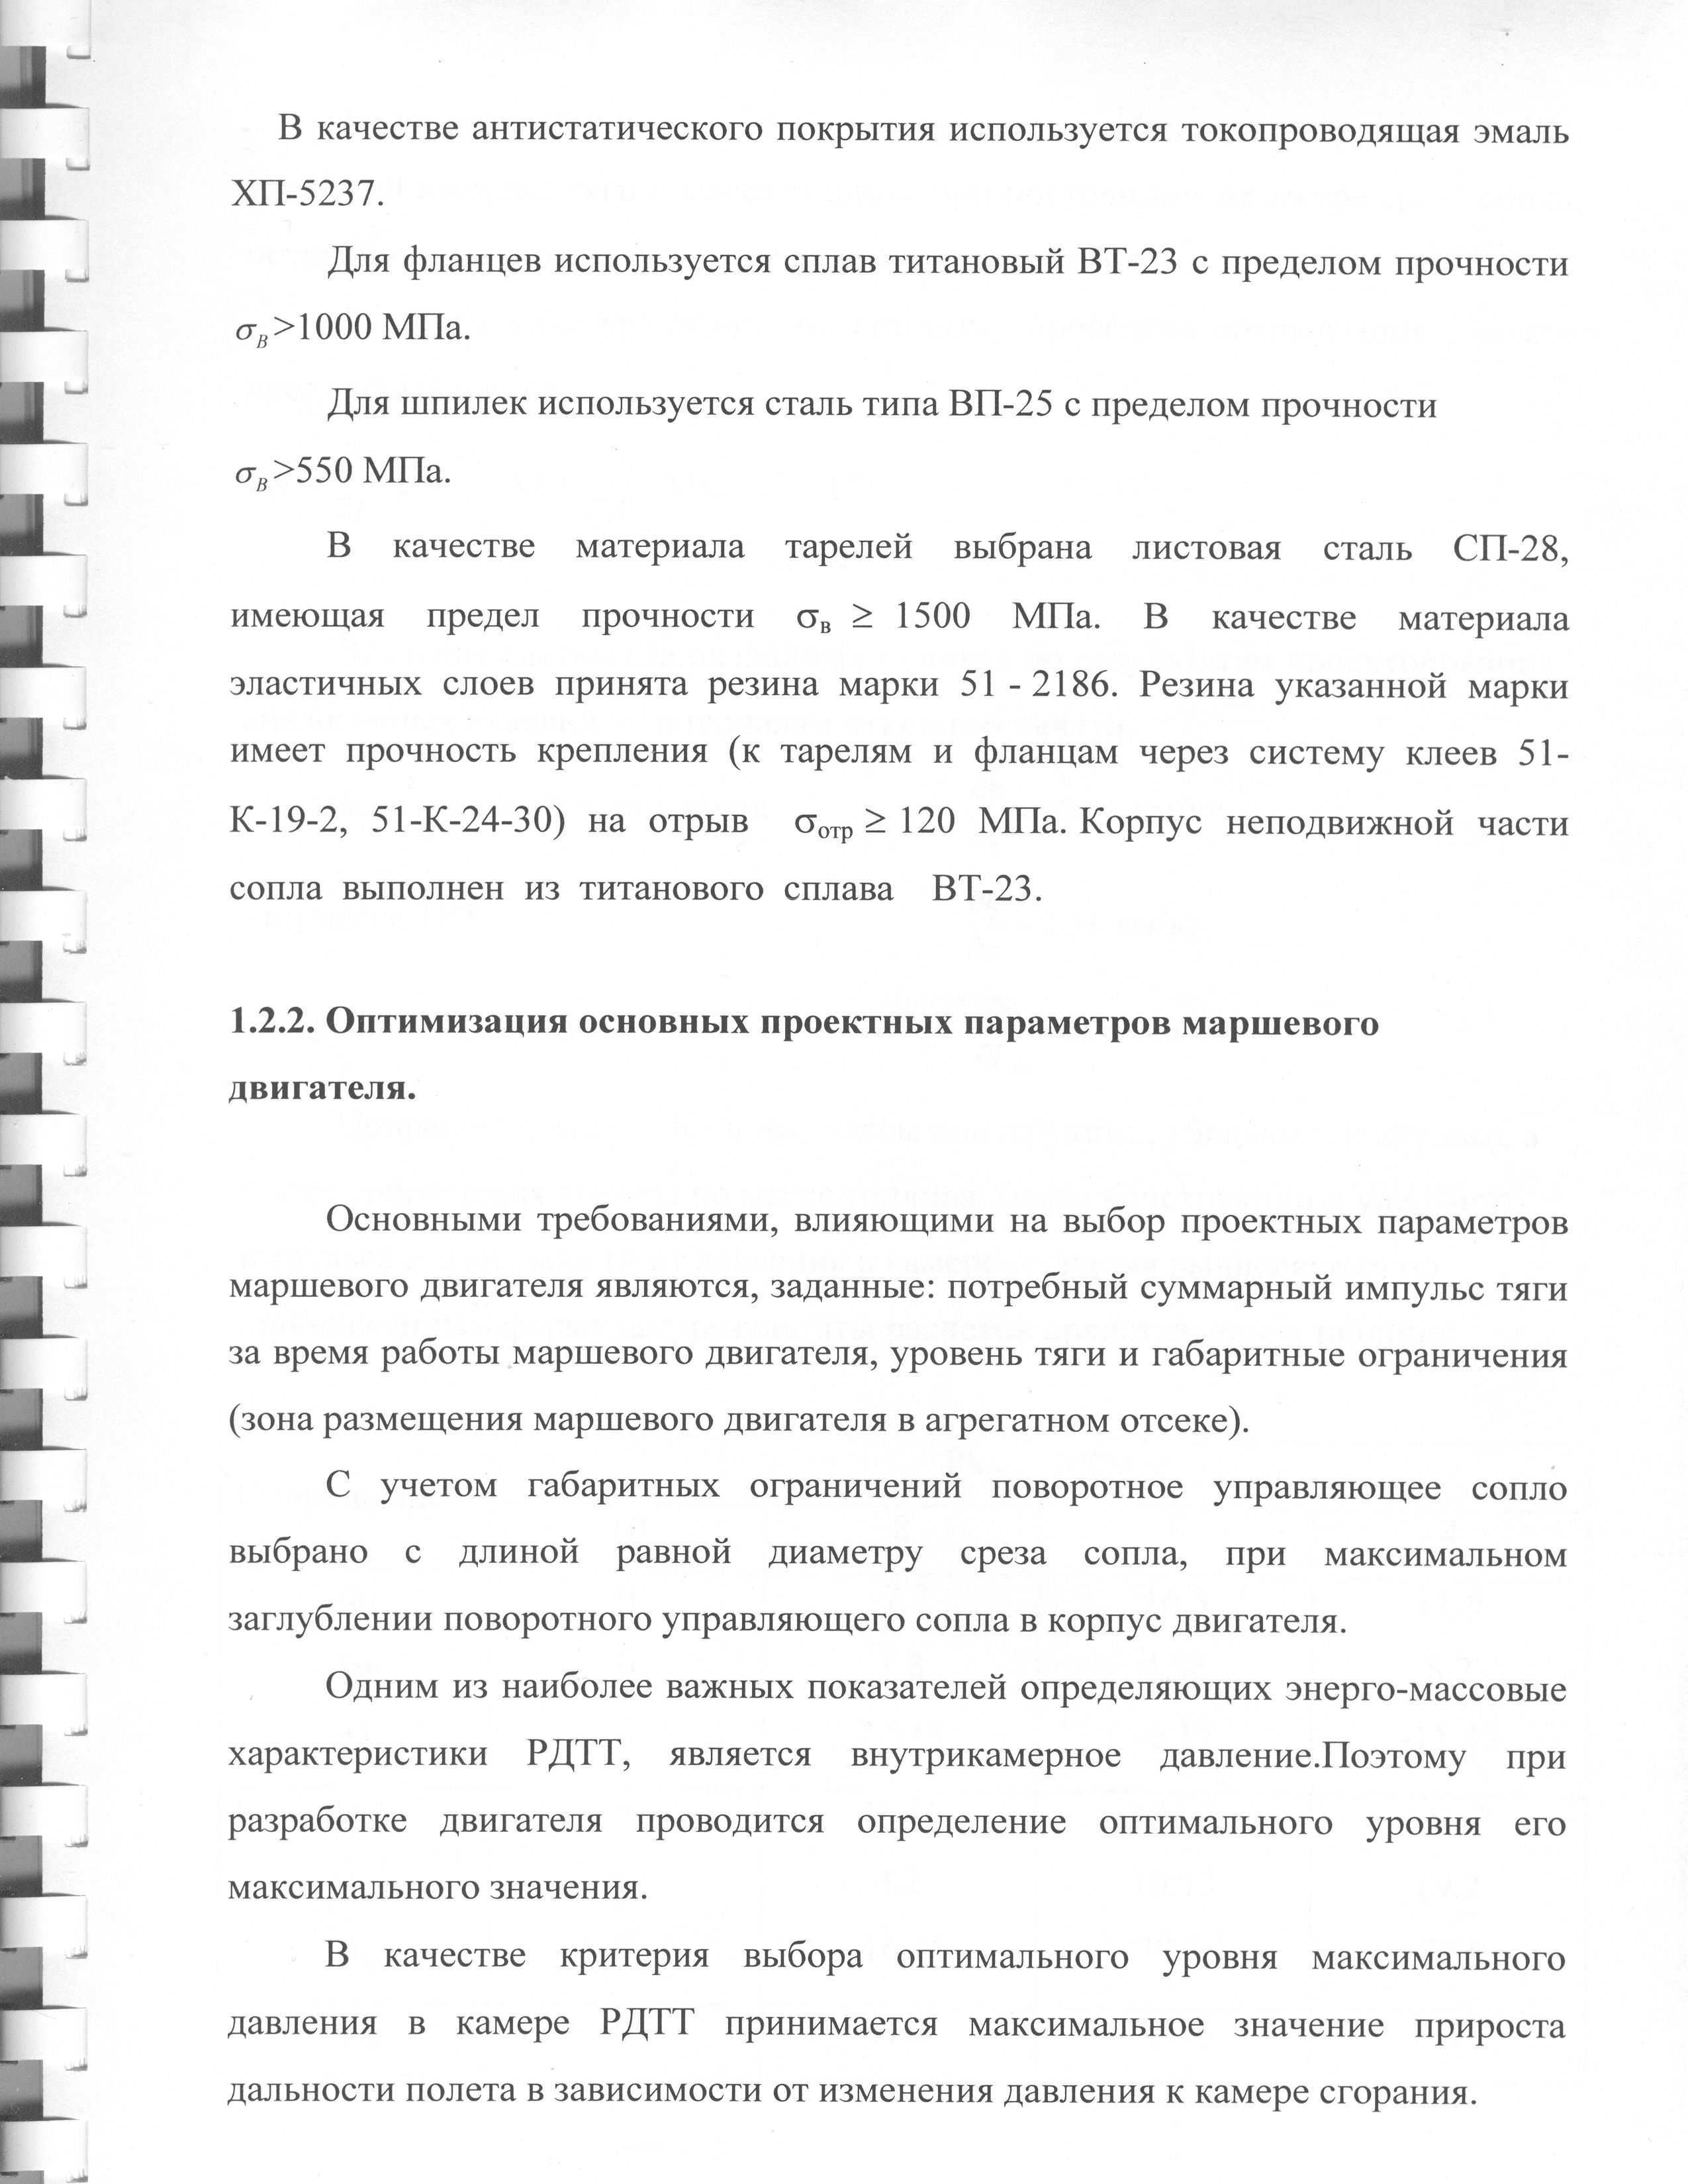 В качестве антистатического покрытия используется токопроводящая эмаль
ХП-5237.
Для фланцев используется сплав титановый ВТ-23 с пределом прочности
σВ>1000 МПа.
Для шпилек используется сталь типа ВП-25 с пределом прочности
σВ>550 МПа.
В качестве материала тарелей выбрана листовая сталь СП-28,
имеющая предел прочности σв ≥ 1500 МПа. В качестве материала
эластичных слоев принята резина марки 51 - 2186. Резина указанной марки
имеет прочность крепления (к тарелям и фланцам через систему клеев 51-
К-19-2, 51-К-24-30) на отрыв σотр ≥ 120 МПа. Корпус неподвижной части
сопла выполнен из титанового сплава ВТ-23.
1.2.2. Оптимизация основных проектных параметров маршевого
двигателя.
Основными требованиями, влияющими на выбор проектных параметров
маршевого двигателя являются, заданные: потребный суммарный импульс тяги
за время работы маршевого двигателя, уровень тяги и габаритные ограничения
(зона размещения маршевого двигателя в агрегатном отсеке).
С учетом габаритных ограничений поворотное управляющее сопло
выбрано с длиной равной диаметру среза сопла, при максимальном
заглублении поворотного управляющего сопла в корпус двигателя.
Одним из наиболее важных показателей определяющих энерго-массовые
характеристики РДТТ, является внутрикамерное давление.Поэтому при
разработке двигателя проводится определение оптимального уровня его
максимального значения.
В качестве критерия выбора оптимального уровня максимального
давления в камере РДТТ принимается максимальное значение прироста
дальности полета в зависимости от изменения давления к камере сгорания.